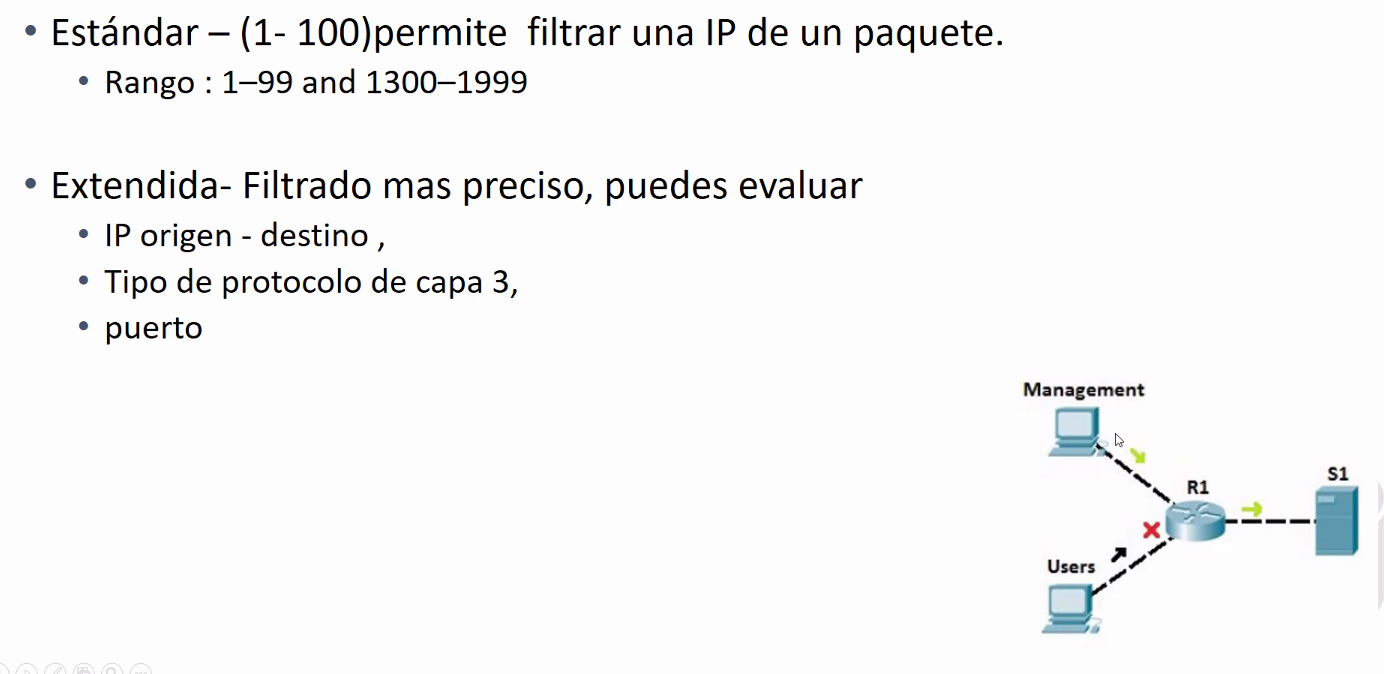 • Estándar – (1- 100)permite  filtrar una IP de un paquete.
• Rango : 1–99 and 1300–1999
• Extendida- Filtrado mas preciso, puedes evaluar
• IP origen - destino ,
• Tipo de protocolo de capa 3,
• puerto
Management
R1
S1
Users